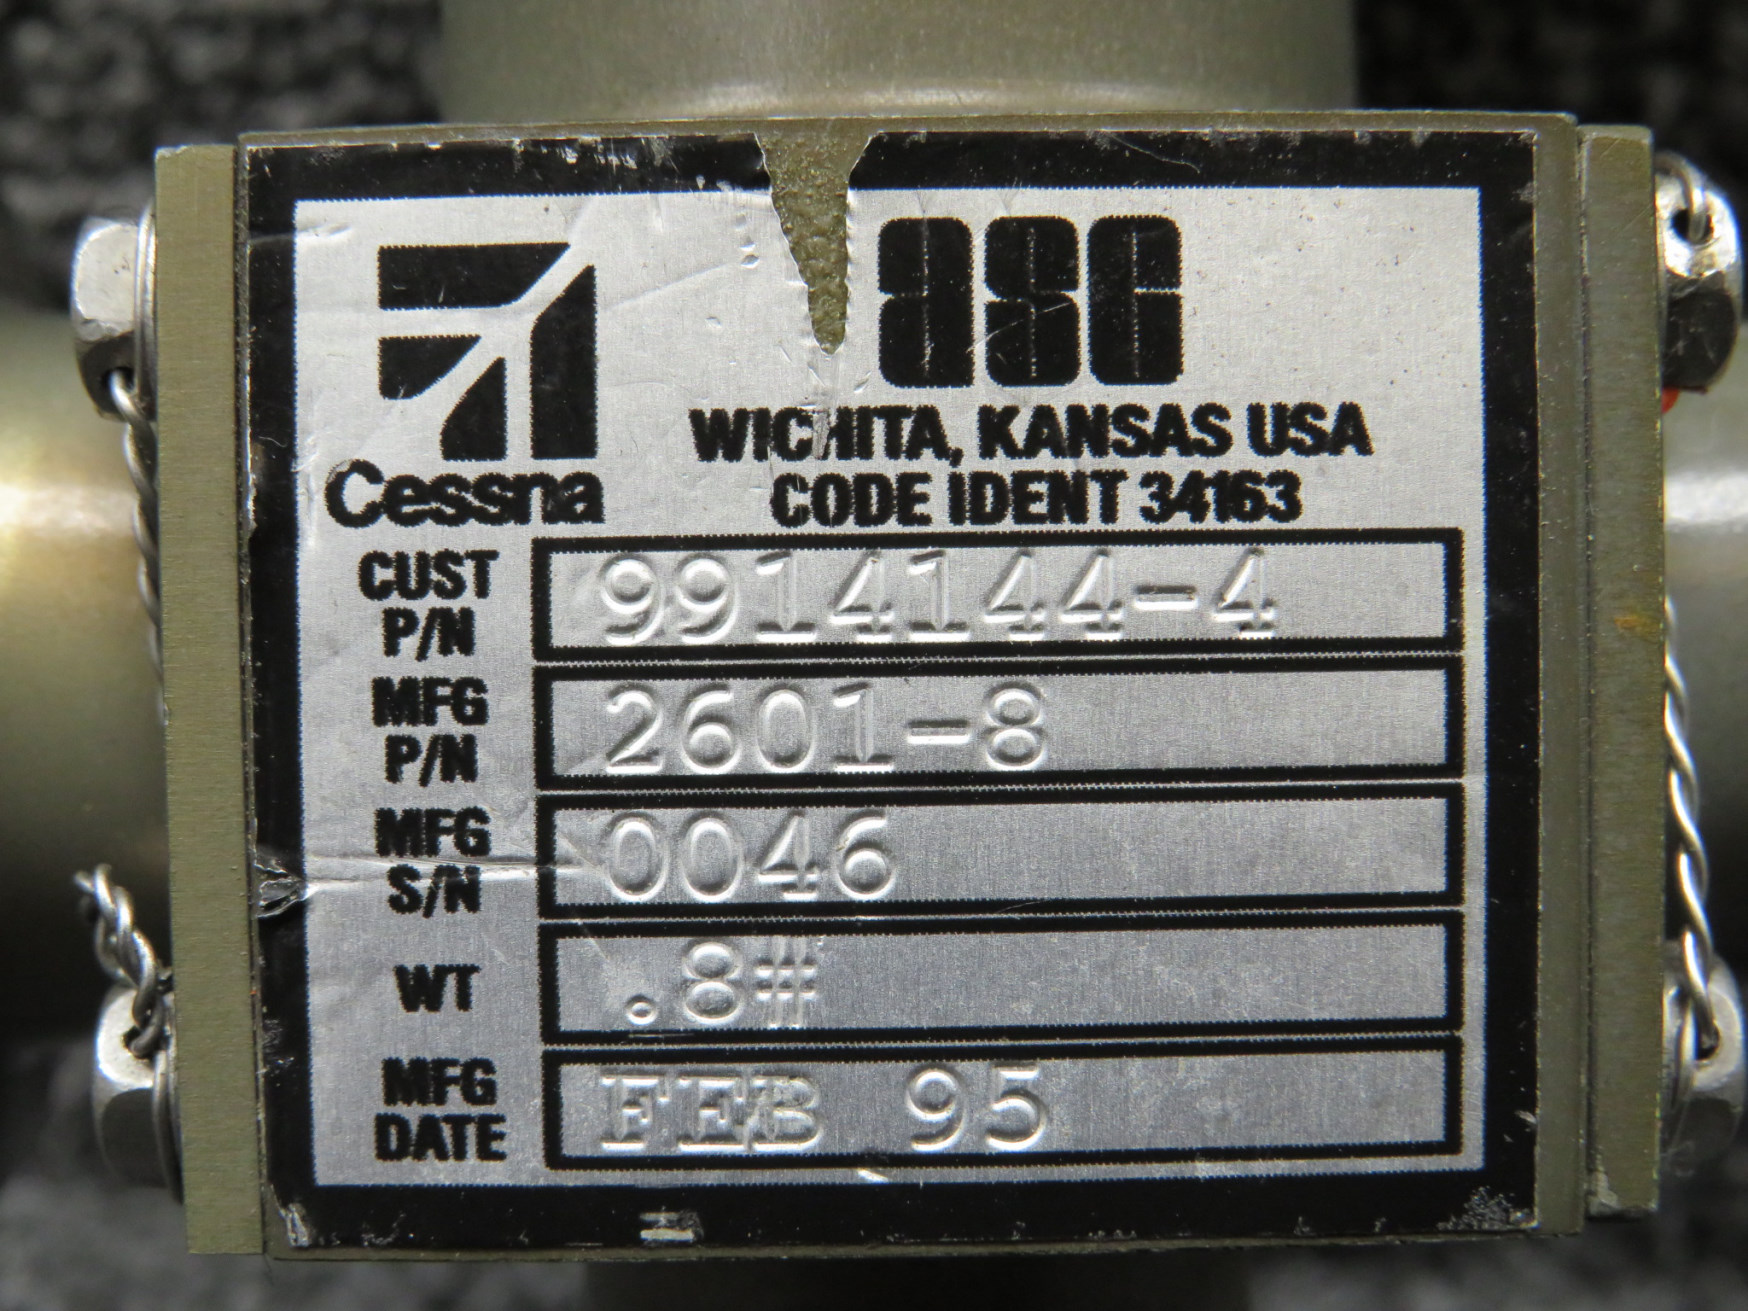 asc
WICHITA, KANSAS USA
CODE IDENT 34163
Cessna
CUST P/N 9914144-4
MFG P/N 2601-8
MFG S/N 0046
WT .8#
MFG DATE FEB 95